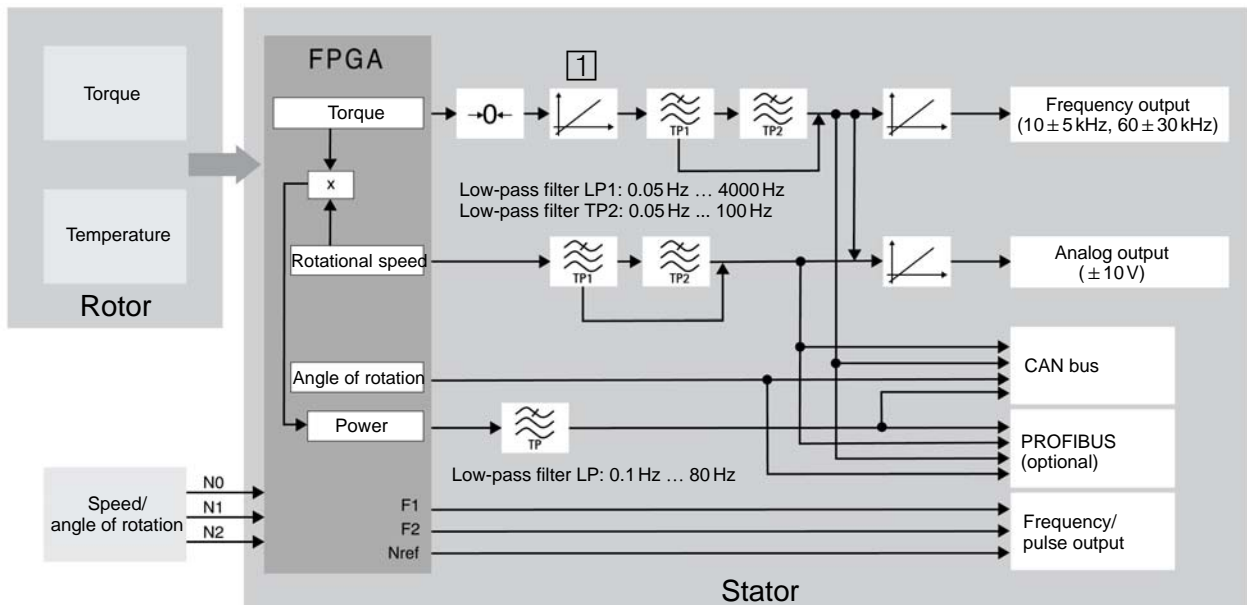 Torque
Temperature
Rotor
FPGA
Torque
x
Rotational speed
Angle of rotation
Power
1
→0←
TP1
TP2
Low-pass filter LP1: 0.05 Hz … 4000 Hz
Low-pass filter TP2: 0.05 Hz ... 100 Hz
TP1
TP2
TP
Low-pass filter LP: 0.1 Hz … 80 Hz
Frequency output
(10 ± 5 kHz, 60 ± 30 kHz)
Analog output
(± 10 V)
CAN bus
PROFIBUS
(optional)
Frequency/
pulse output
Speed/
angle of rotation
N0
N1
N2
F1
F2
Nref
Stator